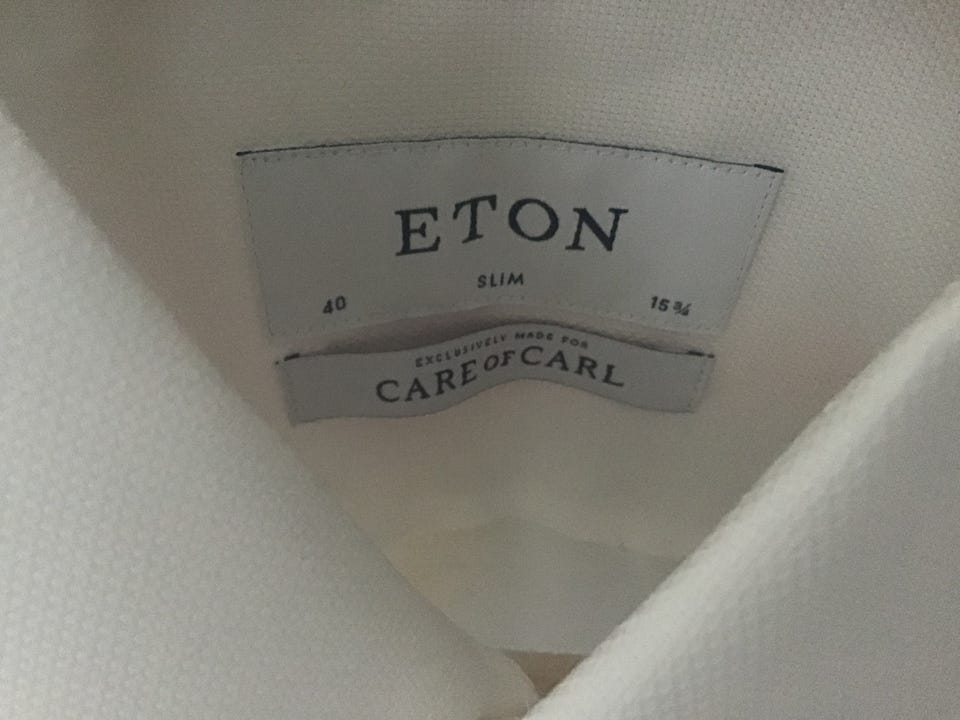 ETON
SLIM
40 15 ¾
EXCLUSIVELY MADE FOR
CARE OF CARL